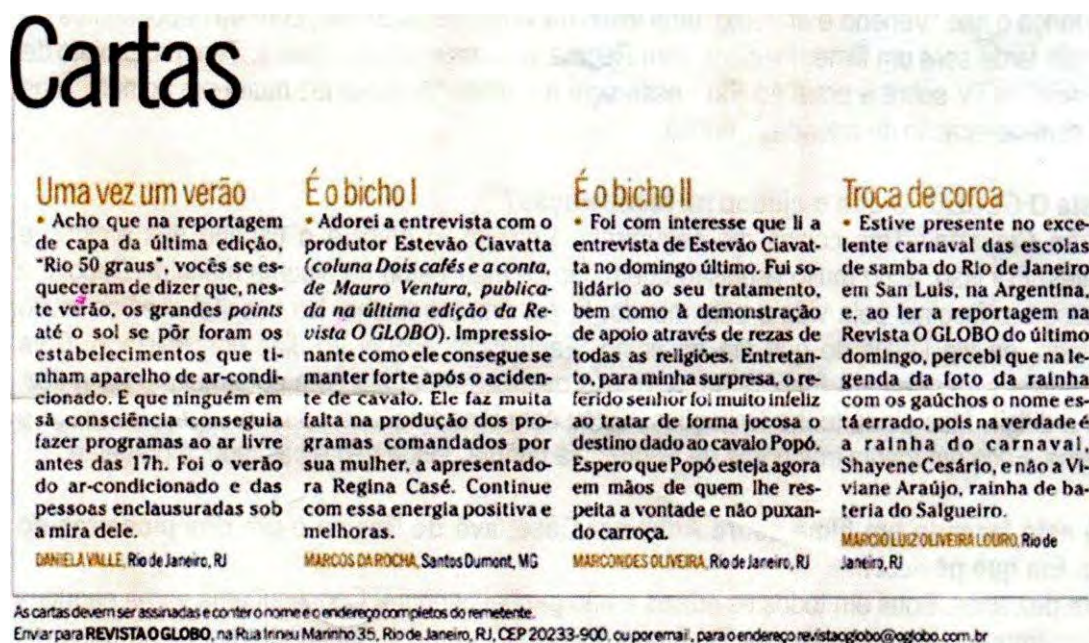 Cartas
Uma vez um verão
• Acho que na reportagem
de capa da última edição,
"Rio 50 graus", vocês se es-
queceram de dizer que, nes-
te verão, os grandes points
até o sol se pôr foram os
estabelecimentos que ti-
nham aparelho de ar-condi-
cionado. E que ninguém em
sã consciência conseguia
fazer programas ao ar livre
antes das 17h. Foi o verão
do ar-condicionado e das
pessoas enclausuradas sob
a mira dele.
DANIELA VALLE, Rio de Janeiro, RJ
É o bicho I
• Adorei a entrevista com o
produtor Estevão Ciavatta
(coluna Dois cafés e a conta,
de Mauro Ventura, publica-
da na última edição da Re-
vista O GLOBO). Impressio-
nante como ele consegue se
manter forte após o aciden-
te de cavalo. Ele faz muita
falta na produção dos pro-
gramas comandados por
sua mulher, a apresentado-
ra Regina Casé. Continue
com essa energia positiva e
melhoras.
MARCOS DA ROCHA, Santos Dumont, MG
É o bicho II
• Foi com interesse que li a
entrevista de Estevão Ciavat-
ta no domingo último. Fui so-
lidário ao seu tratamento,
bem como à demonstração
de apoio através de rezas de
todas as religiões. Entretan-
to, para minha surpresa, o re-
ferido senhor foi muito infeliz
ao tratar de forma jocosa o
destino dado ao cavalo Popó.
Espero que Popó esteja agora
em mãos de quem lhe res-
peita a vontade e não puxan-
do carroça.
MARCONDES OLIVEIRA, Rio de Janeiro, RJ
Troca de coroa
• Estive presente no exce-
lente carnaval das escolas
de samba do Rio de Janeiro
em San Luis, na Argentina,
e, ao ler a reportagem na
Revista O GLOBO do último
domingo, percebi que na le-
genda da foto da rainha
com os gaúchos o nome es-
tá errado, pois na verdade é
a rainha do carnaval,
Shayene Cesário, e não a Vi-
viane Araújo, rainha de ba-
teria do Salgueiro.
MARCIO LUIZ OLIVEIRA LOURO, Rio de
Janeiro, RJ
As cartas devem ser assinadas e conter o nome e o endereço completos do remetente.
Enviar para REVISTA O GLOBO, na Rua Irineu Marinho 35, Rio de Janeiro, RJ, CEP 20233-900, ou por email, para o endereço revistaoglobo@oglobo.com.br